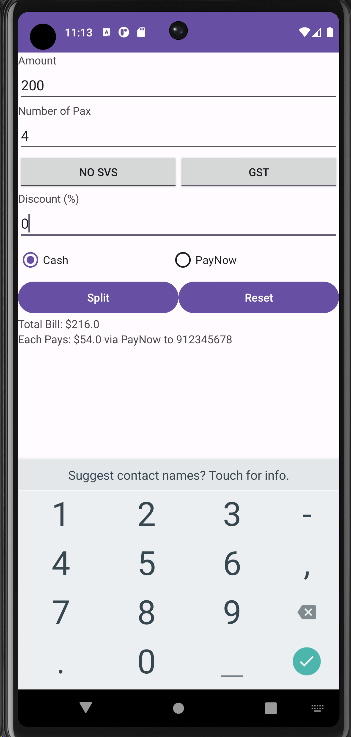 11:13
Amount
200
Number of Pax
4
NO SVS GST
Discount (%)
0
Cash PayNow
Split Reset
Total Bill: $216.0
Each Pays: $54.0 via PayNow to 912345678
Suggest contact names? Touch for info.
1 2 3 -
4 5 6 ,
7 8 9
. 0 _